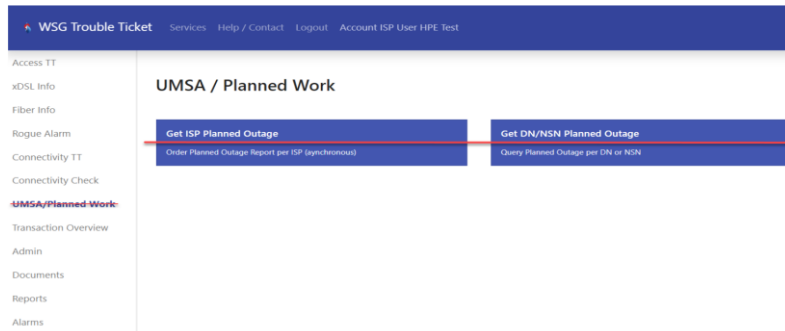 WSG Trouble Ticket Services Help / Contact Logout Account ISP User HPE Test
Access TT
xDSL Info
Fiber Info
Rogue Alarm
Connectivity TT
Connectivity Check
UMSA/Planned Work
Transaction Overview
Admin
Documents
Reports
Alarms
UMSA / Planned Work
Get ISP Planned Outage
Order Planned Outage Report per ISP (aynchronous)
Get DN/NSN Planned Outage
Query Planned Outage per DN or NSN